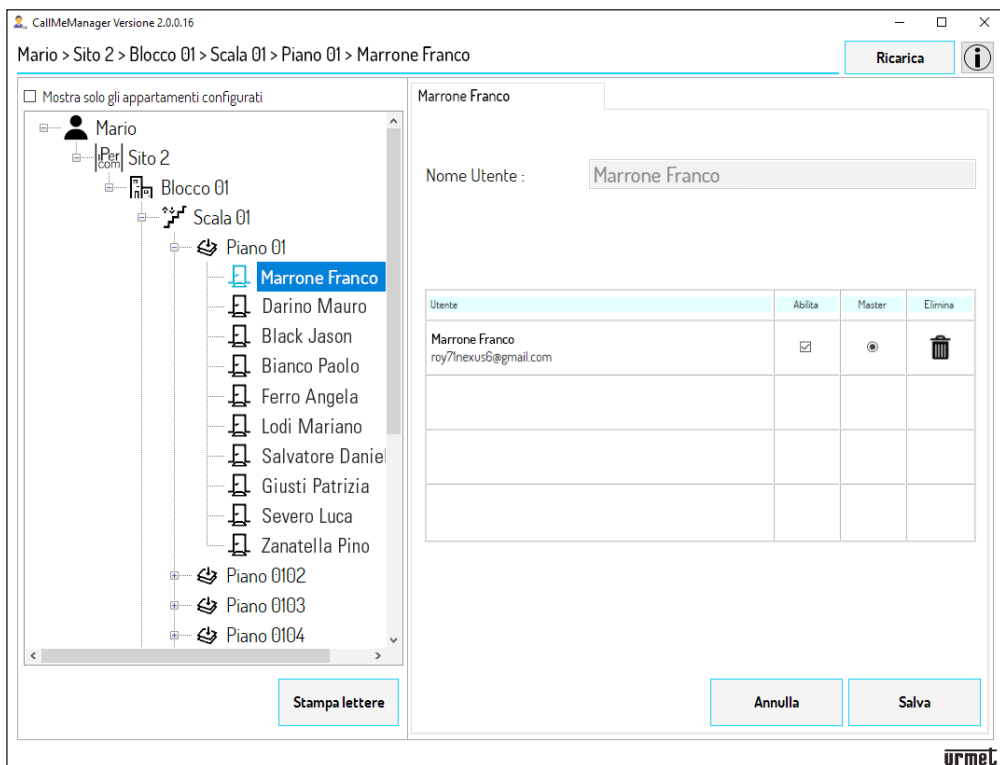 CallMeManager Versione 2.0.0.16
Mario > Sito 2 > Blocco 01 > Scala 01 > Piano 01 > Marrone Franco
Ricarica
Mostra solo gli appartamenti configurati
Mario
iPer com Sito 2
Blocco 01
Scala 01
Piano 01
Marrone Franco
Darino Mauro
Black Jason
Bianco Paolo
Ferro Angela
Lodi Mariano
Salvatore Daniel
Giusti Patrizia
Severo Luca
Zanatella Pino
Piano 0102
Piano 0103
Piano 0104
Stampa lettere
Marrone Franco
Nome Utente : Marrone Franco
Utente Abilita Master Elimina
Marrone Franco
roy71nexus6@gmail.com
Annulla Salva
urmet